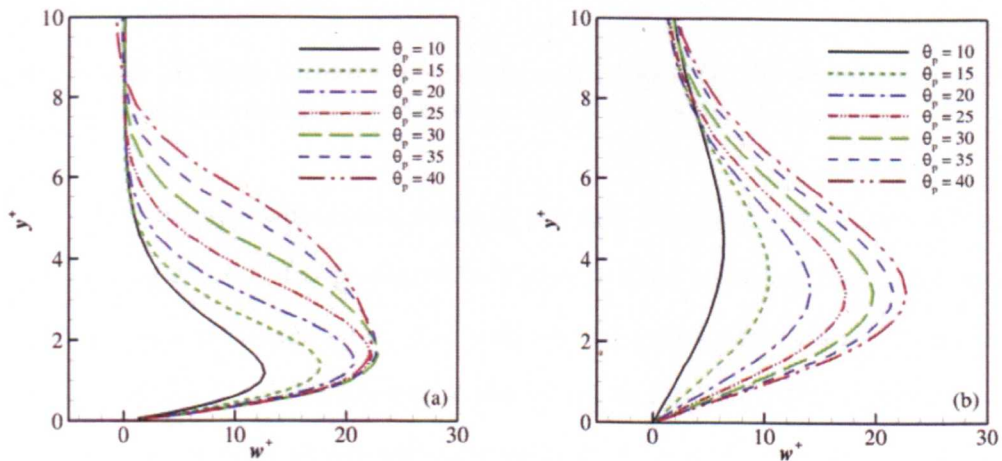 10
8
6
4
2
0
y+
θp = 10
θp = 15
θp = 20
θp = 25
θp = 30
θp = 35
θp = 40
(a)
0 10 20 30
w+
10
8
6
4
2
0
y+
θp = 10
θp = 15
θp = 20
θp = 25
θp = 30
θp = 35
θp = 40
(b)
0 10 20 30
w+